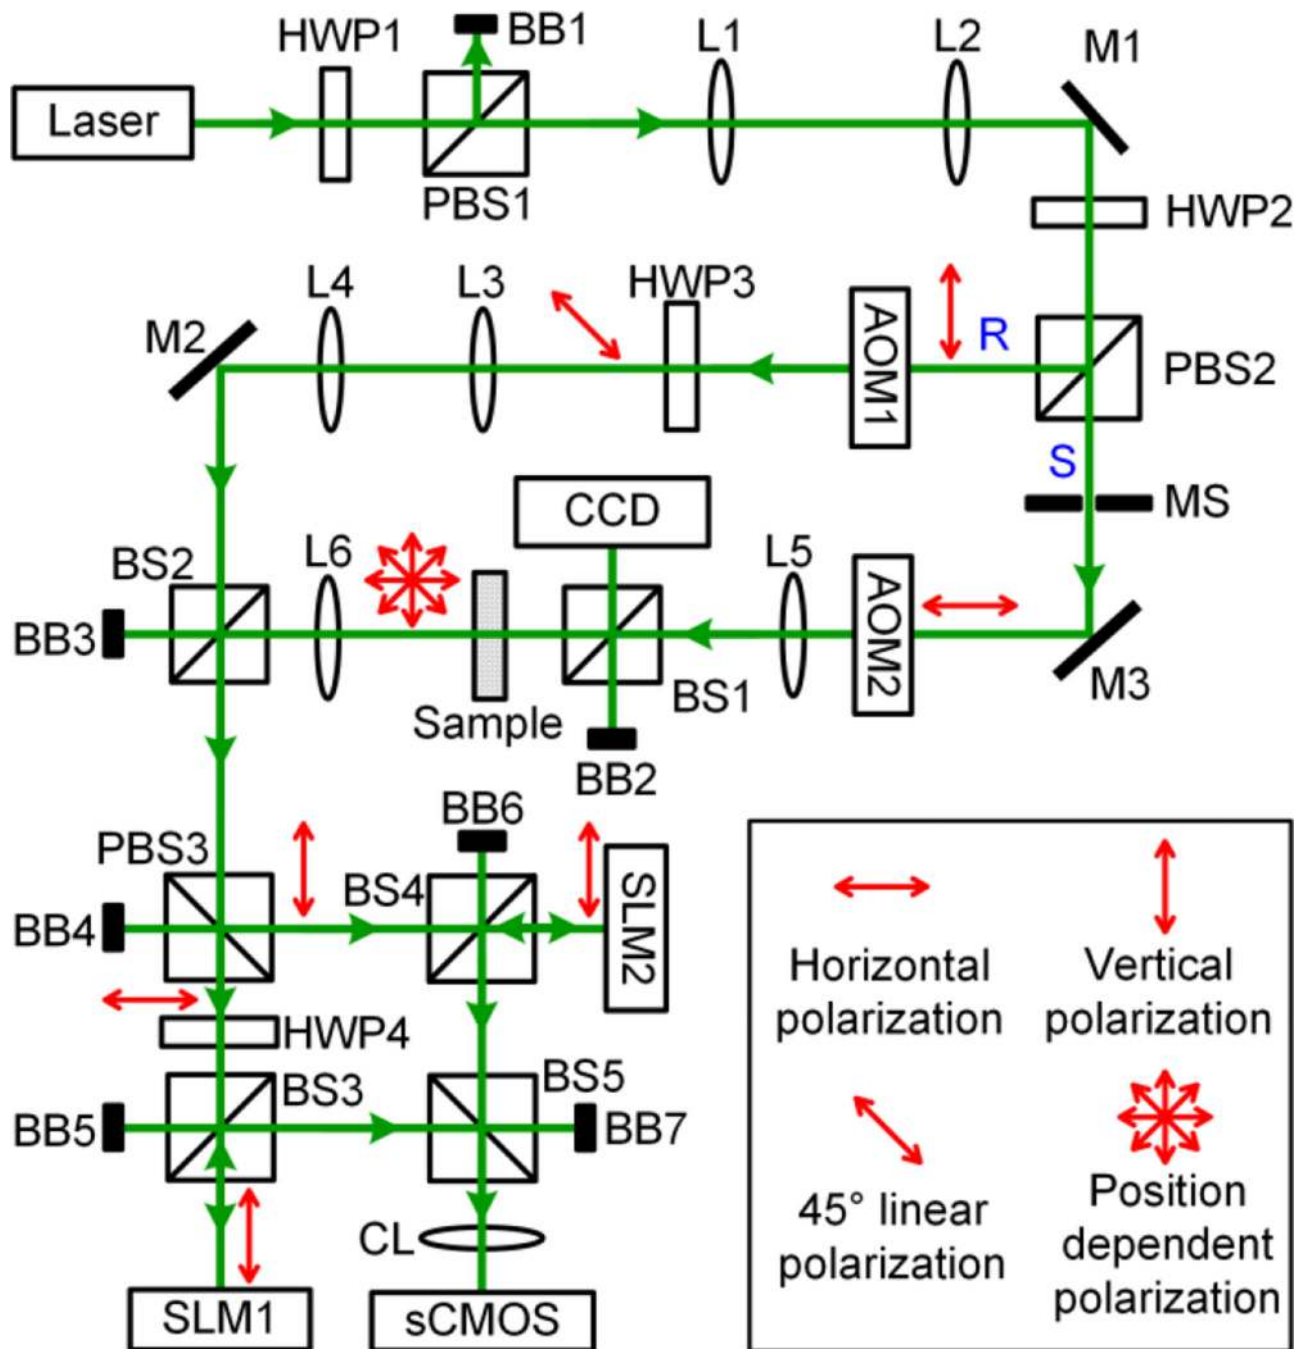 HWP1
BB1
L1
L2
M1
Laser
PBS1
HWP2
L4
L3
HWP3
AOM1
R
M2
PBS2
S
MS
CCD
BS2
L6
L5
AOM2
BB3
BS1
M3
Sample
BB2
BB6
PBS3
BS4
SLM2
BB4
HWP4
BS3
BS5
BB5
BB7
CL
SLM1
sCMOS
Horizontal
polarization
Vertical
polarization
45° linear
polarization
Position
dependent
polarization